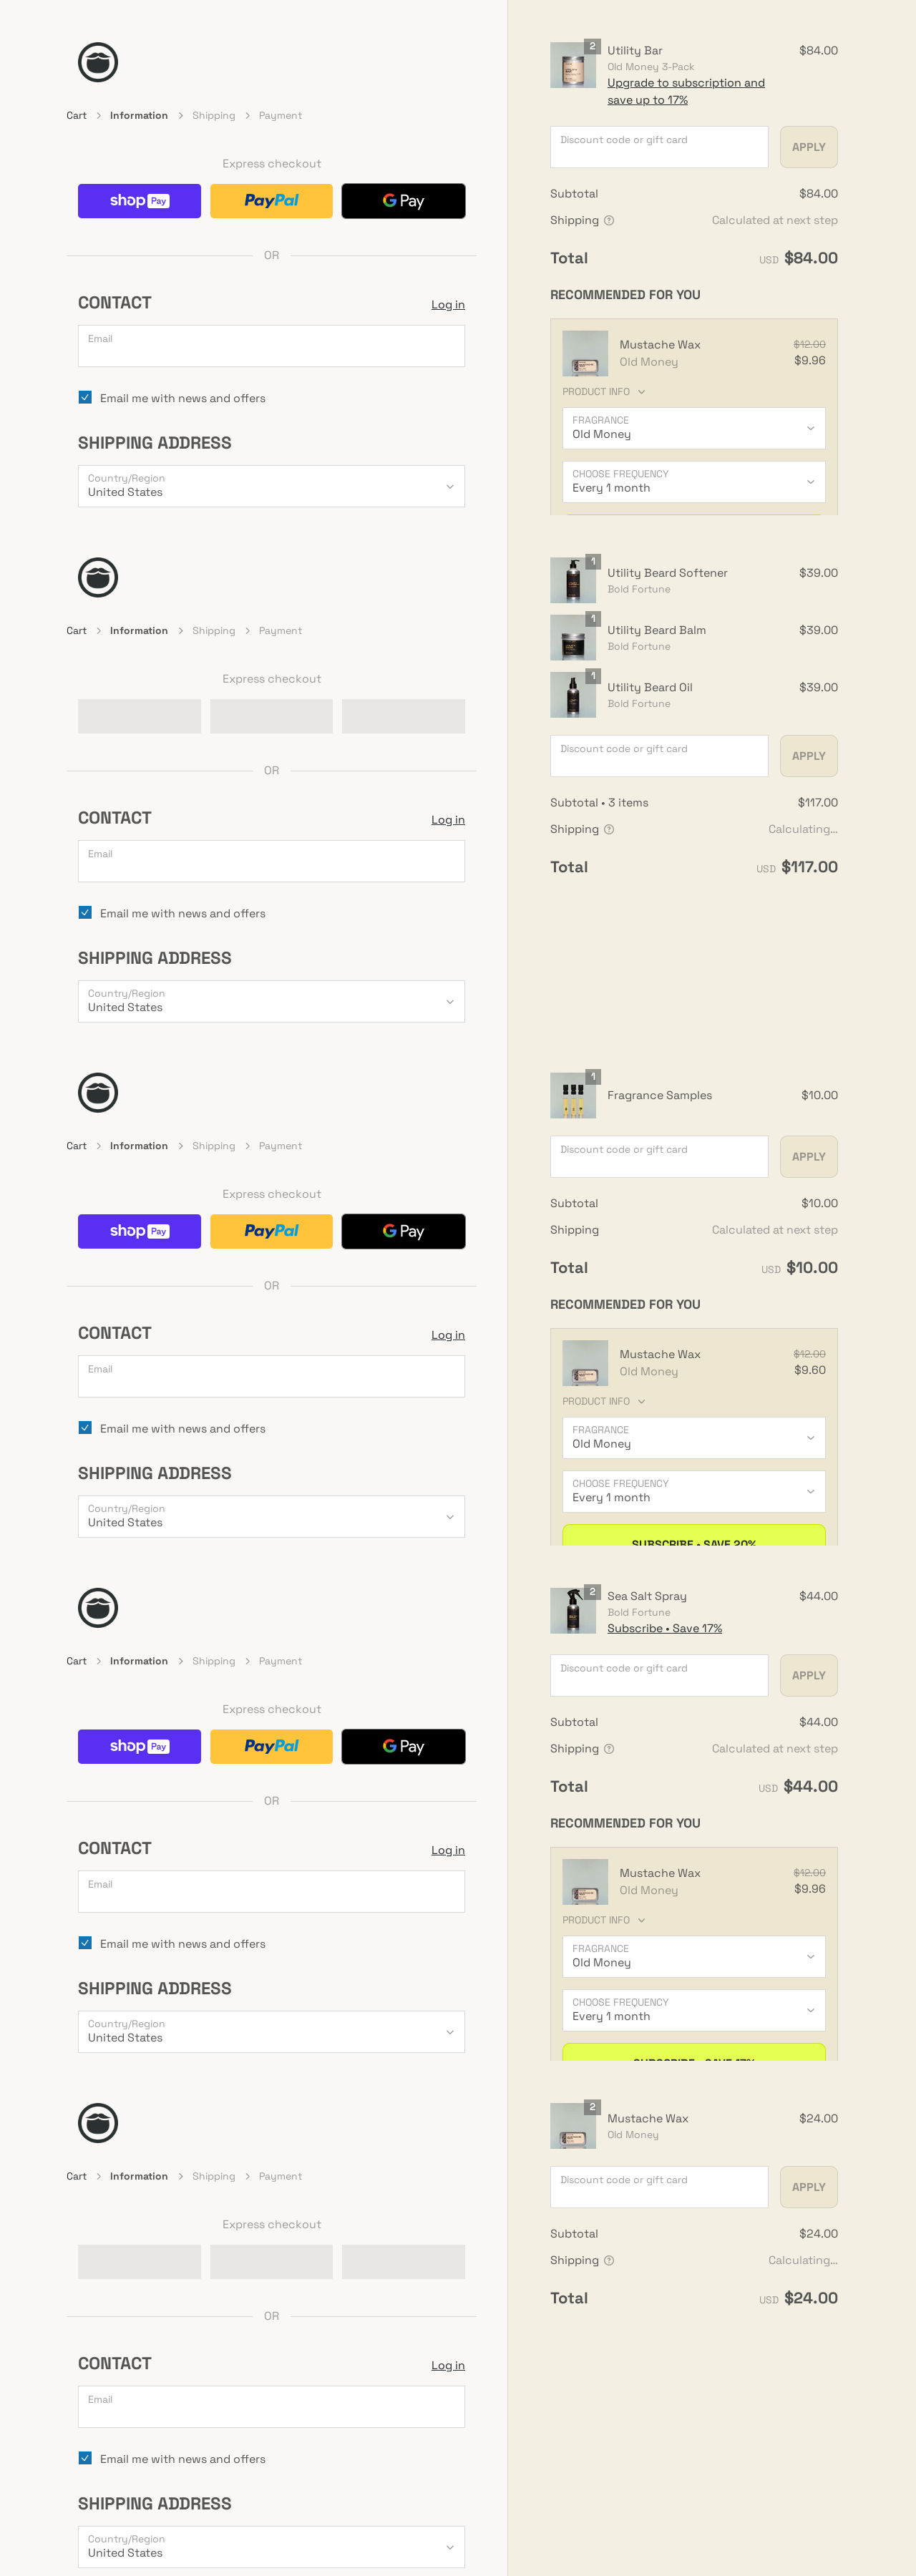 Cart > Information > Shipping > Payment
Express checkout
shop Pay
PayPal
G Pay
OR
CONTACT
Log in
Email
Email me with news and offers
SHIPPING ADDRESS
Country/Region
United States
2
Utility Bar
$84.00
Old Money 3-Pack
Upgrade to subscription and
save up to 17%
Discount code or gift card
APPLY
Subtotal
$84.00
Shipping
Calculated at next step
Total
USD $84.00
RECOMMENDED FOR YOU
Mustache Wax
$12.00
Old Money
$9.96
PRODUCT INFO
FRAGRANCE
Old Money
CHOOSE FREQUENCY
Every 1 month
Cart > Information > Shipping > Payment
Express checkout
OR
CONTACT
Log in
Email
Email me with news and offers
SHIPPING ADDRESS
Country/Region
United States
1
Utility Beard Softener
$39.00
Bold Fortune
1
Utility Beard Balm
$39.00
Bold Fortune
1
Utility Beard Oil
$39.00
Bold Fortune
Discount code or gift card
APPLY
Subtotal • 3 items
$117.00
Shipping
Calculating...
Total
USD $117.00
Cart > Information > Shipping > Payment
Express checkout
shop Pay
PayPal
G Pay
OR
CONTACT
Log in
Email
Email me with news and offers
SHIPPING ADDRESS
Country/Region
United States
1
Fragrance Samples
$10.00
Discount code or gift card
APPLY
Subtotal
$10.00
Shipping
Calculated at next step
Total
USD $10.00
RECOMMENDED FOR YOU
Mustache Wax
$12.00
Old Money
$9.60
PRODUCT INFO
FRAGRANCE
Old Money
CHOOSE FREQUENCY
Every 1 month
SUBSCRIBE • SAVE 20%
Cart > Information > Shipping > Payment
Express checkout
shop Pay
PayPal
G Pay
OR
CONTACT
Log in
Email
Email me with news and offers
SHIPPING ADDRESS
Country/Region
United States
2
Sea Salt Spray
$44.00
Bold Fortune
Subscribe • Save 17%
Discount code or gift card
APPLY
Subtotal
$44.00
Shipping
Calculated at next step
Total
USD $44.00
RECOMMENDED FOR YOU
Mustache Wax
$12.00
Old Money
$9.96
PRODUCT INFO
FRAGRANCE
Old Money
CHOOSE FREQUENCY
Every 1 month
SUBSCRIBE • SAVE 17%
Cart > Information > Shipping > Payment
Express checkout
OR
CONTACT
Log in
Email
Email me with news and offers
SHIPPING ADDRESS
Country/Region
United States
2
Mustache Wax
$24.00
Old Money
Discount code or gift card
APPLY
Subtotal
$24.00
Shipping
Calculating...
Total
USD $24.00